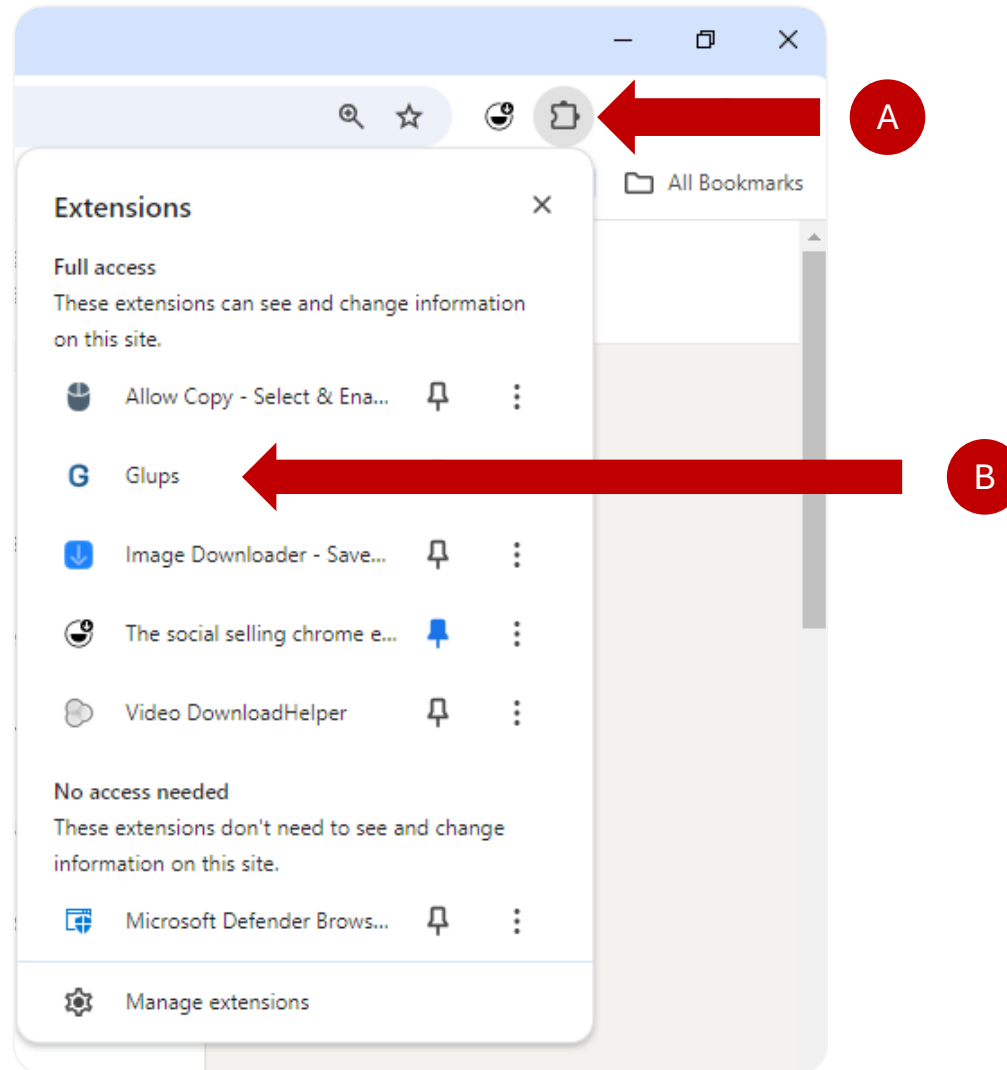 A
All Bookmarks
Extensions
Full access
These extensions can see and change information
on this site.
Allow Copy - Select & Ena...
G Glups
B
Image Downloader - Save...
The social selling chrome e...
Video DownloadHelper
No access needed
These extensions don't need to see and change
information on this site.
Microsoft Defender Brows...
Manage extensions